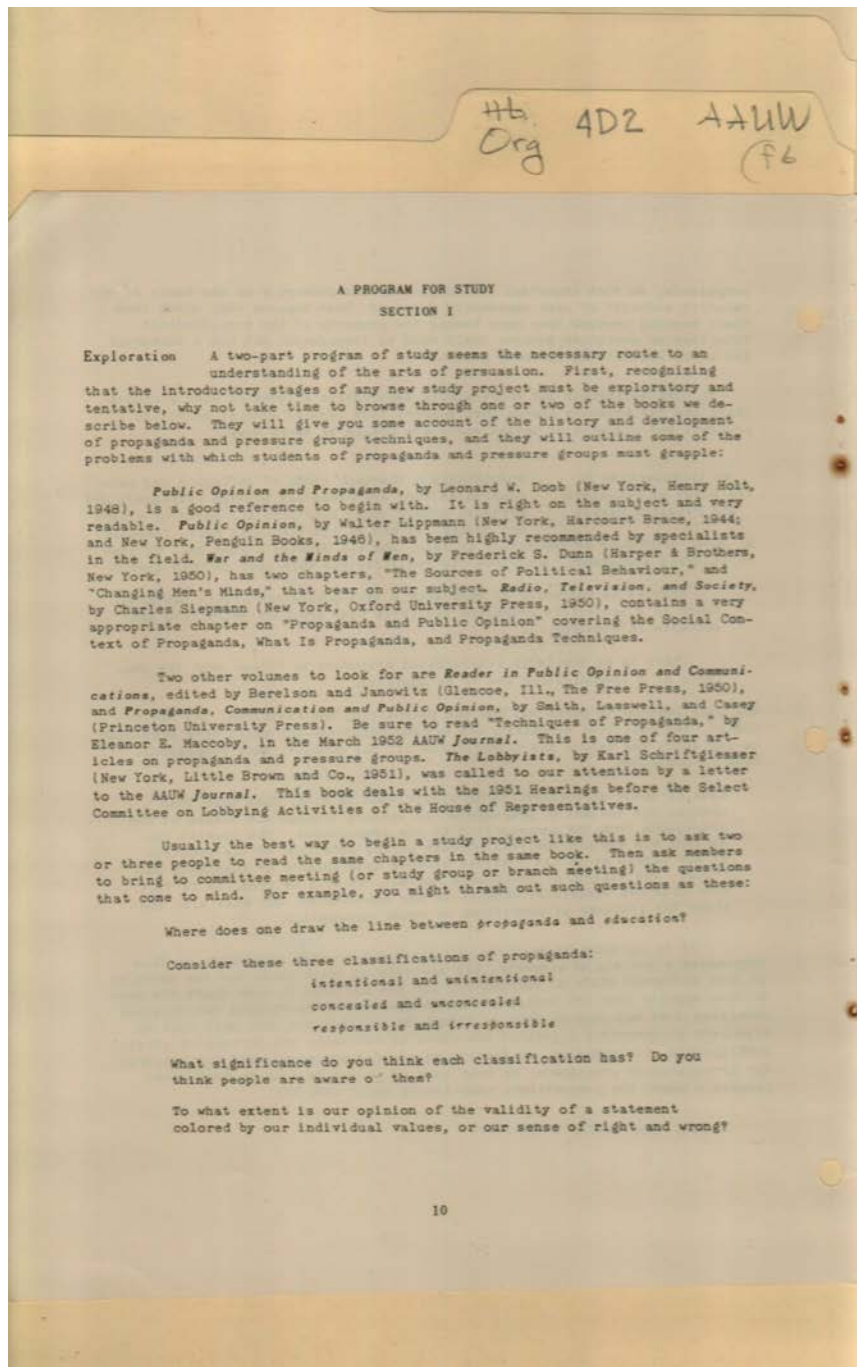 Hb. 4D2 AAUW
Org (f6
A PROGRAM FOR STUDY
SECTION I
Exploration A two-part program of study seems the necessary route to an
understanding of the arts of persuasion. First, recognizing
that the introductory stages of any new study project must be exploratory and
tentative, why not take time to browse through one or two of the books we de-
scribe below. They will give you some account of the history and development
of propaganda and pressure group techniques, and they will outline some of the
problems with which students of propaganda and pressure groups must grapple:
Public Opinion and Propaganda, by Leonard W. Doob (New York, Henry Holt,
1948), is a good reference to begin with. It is right on the subject and very
readable. Public Opinion, by Walter Lippmann (New York, Harcourt Brace, 1944;
and New York, Penguin Books, 1946), has been highly recommended by specialists
in the field. War and the Minds of Men, by Frederick S. Dunn (Harper & Brothers,
New York, 1950), has two chapters, "The Sources of Political Behaviour," and
"Changing Men's Minds," that bear on our subject. Radio, Television, and Society,
by Charles Siepmann (New York, Oxford University Press, 1950), contains a very
appropriate chapter on "Propaganda and Public Opinion" covering the Social Con-
text of Propaganda, What Is Propaganda, and Propaganda Techniques.
Two other volumes to look for are Reader in Public Opinion and Communi-
cations, edited by Berelson and Janowitz (Glencoe, Ill., The Free Press, 1950),
and Propaganda, Communication and Public Opinion, by Smith, Lasswell, and Casey
(Princeton University Press). Be sure to read "Techniques of Propaganda," by
Eleanor E. Maccoby, in the March 1952 AAUW Journal. This is one of four art-
icles on propaganda and pressure groups. The Lobbyists, by Karl Schriftgiesser
(New York, Little Brown and Co., 1951), was called to our attention by a letter
to the AAUW Journal. This book deals with the 1951 Hearings before the Select
Committee on Lobbying Activities of the House of Representatives.
Usually the best way to begin a study project like this is to ask two
or three people to read the same chapters in the same book. Then ask members
to bring to committee meeting (or study group or branch meeting) the questions
that come to mind. For example, you might thrash out such questions as these:
Where does one draw the line between propaganda and education?
Consider these three classifications of propaganda:
intentional and unintentional
concealed and unconcealed
responsible and irresponsible
What significance do you think each classification has? Do you
think people are aware of them?
To what extent is our opinion of the validity of a statement
colored by our individual values, or our sense of right and wrong?
10